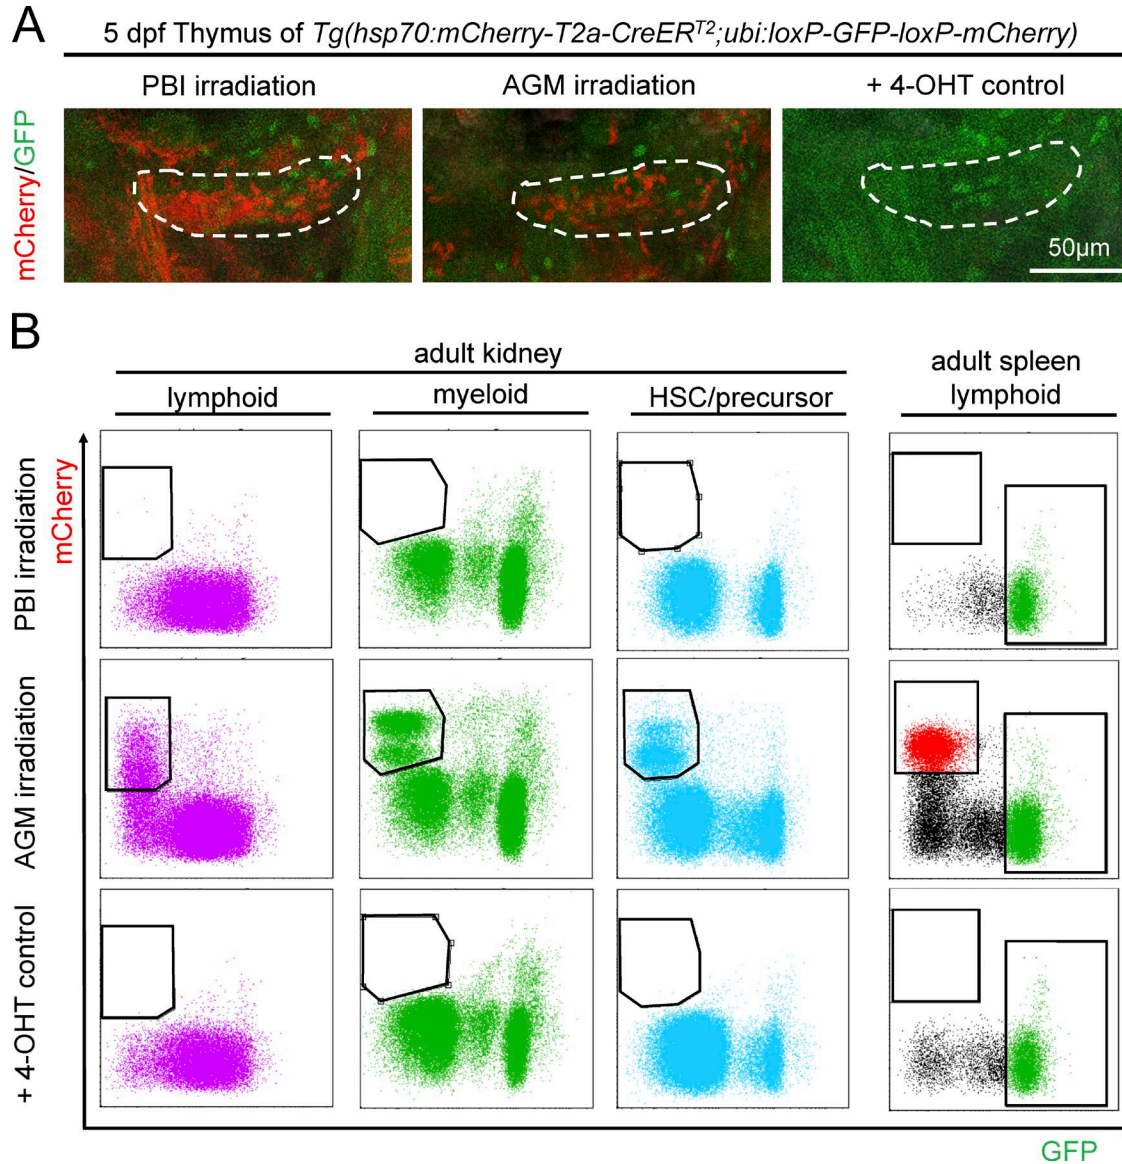 A
5 dpf Thymus of Tg(hsp70:mCherry-T2a-CreERT2;ubi:loxP-GFP-loxP-mCherry)
PBI irradiation
AGM irradiation
+ 4-OHT control
mCherry/GFP
50μm
B
adult kidney
adult spleen
lymphoid
lymphoid
myeloid
HSC/precursor
mCherry
PBI irradiation
AGM irradiation
+ 4-OHT control
GFP